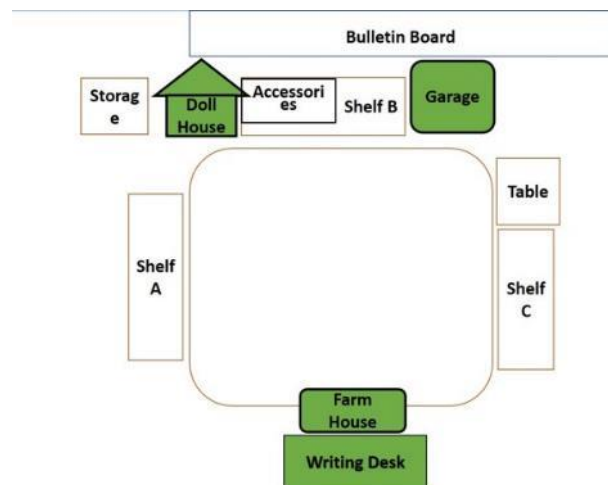 Bulletin Board
Storag
e
Doll
House
Accessori
es
Shelf B
Garage
Table
Shelf
A
Shelf
C
Farm
House
Writing Desk